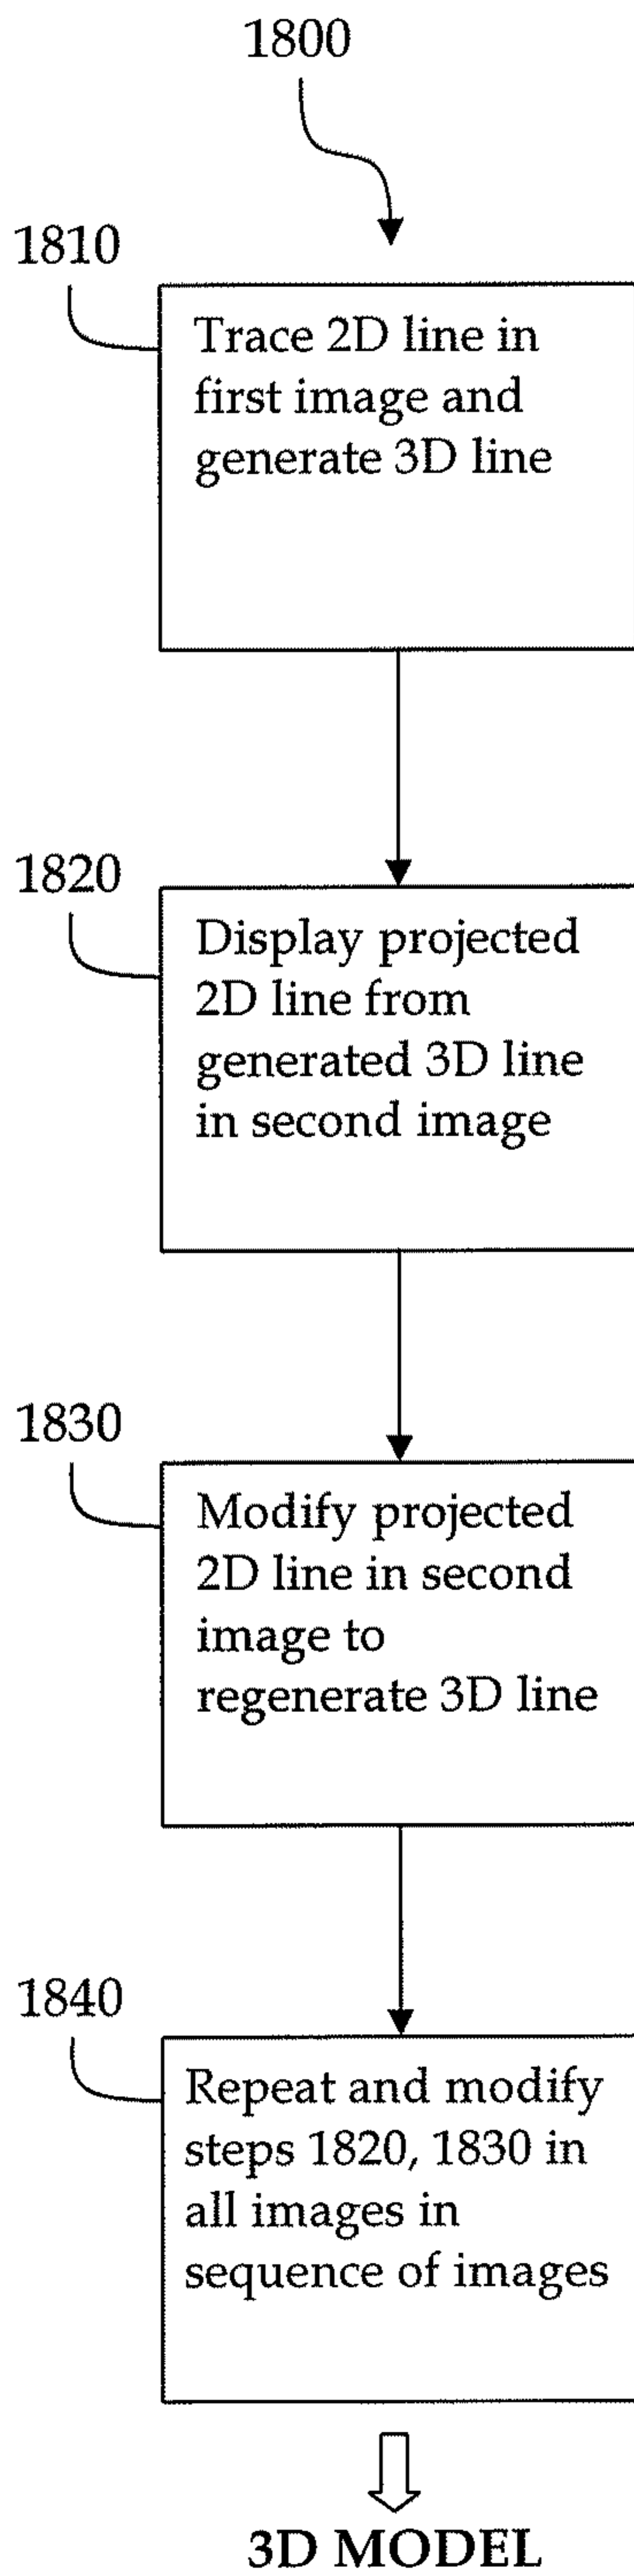 1800
1810
Trace 2D line in
first image and
generate 3D line
1820
Display projected
2D line from
generated 3D line
in second image
1830
Modify projected
2D line in second
image to
regenerate 3D line
1840
Repeat and modify
steps 1820, 1830 in
all images in
sequence of images
3D MODEL